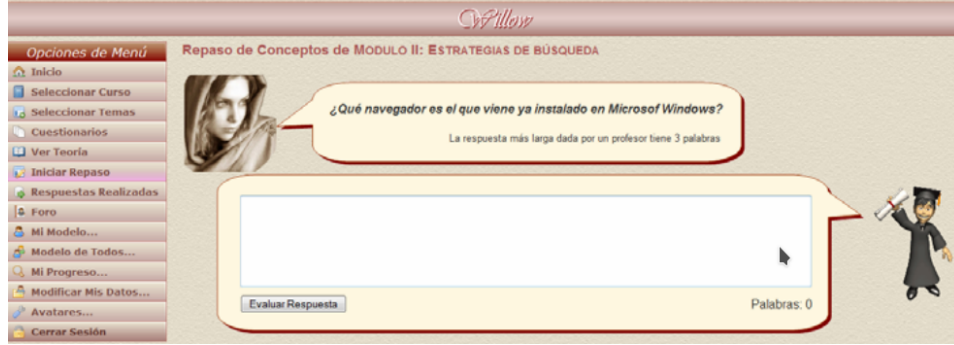 Willow
Opciones de Menú
Inicio
Seleccionar Curso
Seleccionar Temas
Cuestionarios
Ver Teoría
Iniciar Repaso
Respuestas Realizadas
Foro
Mi Modelo...
Modelo de Todos...
Mi Progreso...
Modificar Mis Datos...
Avatares...
Cerrar Sesión
Repaso de Conceptos de MODULO II: ESTRATEGIAS DE BÚSQUEDA
¿Qué navegador es el que viene ya instalado en Microsof Windows?
La respuesta más larga dada por un profesor tiene 3 palabras
Evaluar Respuesta
Palabras: 0